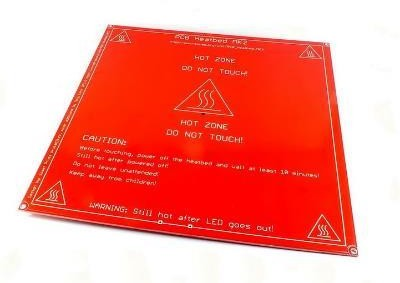 PCB Heatbed MK2
HOT ZONE
DO NOT TOUCH!
HOT ZONE
DO NOT TOUCH!
CAUTION:
Before touching, power off the heatbed and wait at least 10 minutes!
Still hot after powered off!
Do not leave unattended!
Keep away from children!
WARNING: Still hot after LED goes out!